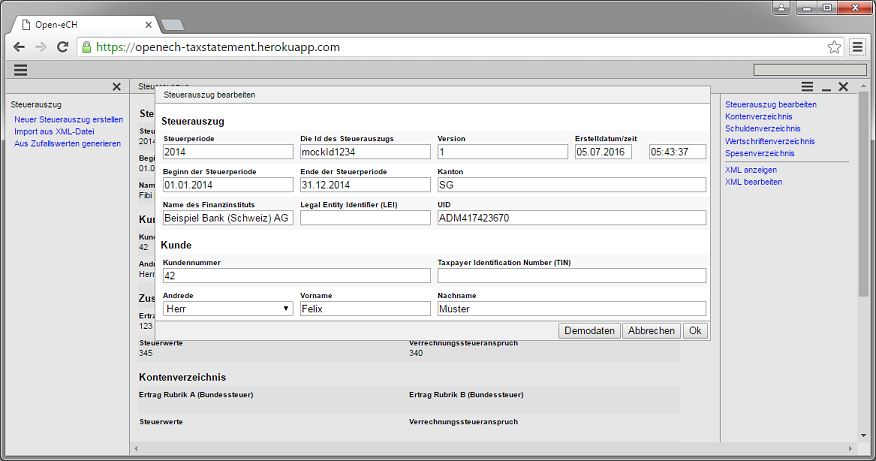 Open-eCH
https://openech-taxstatement.herokuapp.com
Steuerauszug
Neuer Steuerauszug erstellen
Import aus XML-Datei
Aus Zufallswerten generieren
Steuerauszug bearbeiten
Steuerauszug
Steuerperiode Die Id des Steuerauszugs Version Erstelldatum/zeit
2014 mockId1234 1 05.07.2016 05:43:37
Beginn der Steuerperiode Ende der Steuerperiode Kanton
01.01.2014 31.12.2014 SG
Name des Finanzinstituts Legal Entity Identifier (LEI) UID
Beispiel Bank (Schweiz) AG ADM417423670
Kunde
Kundennummer Taxpayer Identification Number (TIN)
42
Andrede Vorname Nachname
Herr Felix Muster
Demodaten Abbrechen Ok
42
Herr
123
Steuerwerte Verrechnungssteueranspruch
345 340
Kontenverzeichnis
Ertrag Rubrik A (Bundessteuer) Ertrag Rubrik B (Bundessteuer)
Steuerwerte Verrechnungssteueranspruch
Steuerauszug bearbeiten
Kontenverzeichnis
Schuldenverzeichnis
Wertschriftenverzeichnis
Spesenverzeichnis
XML anzeigen
XML bearbeiten